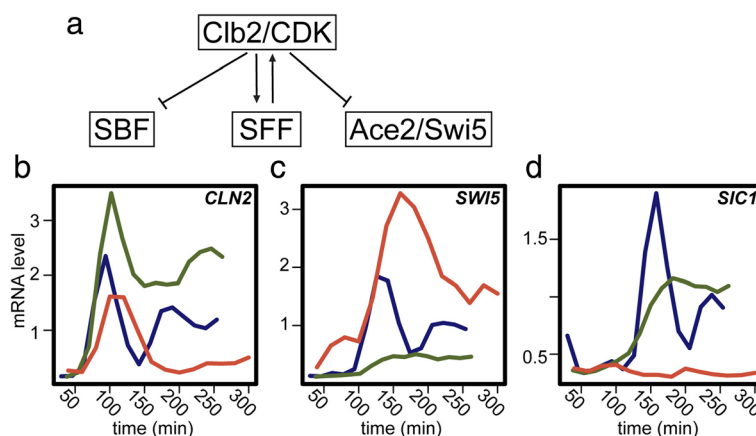 a
Clb2/CDK
SBF SFF Ace2/Swi5
b c d
CLN2 SWI5 SIC1
mRNA level
3
2
1
50 100 150 200 250 300
time (min)
3
2
1
50 100 150 200 250 300
time (min)
1.5
1
0.5
50 100 150 200 250 300
time (min)